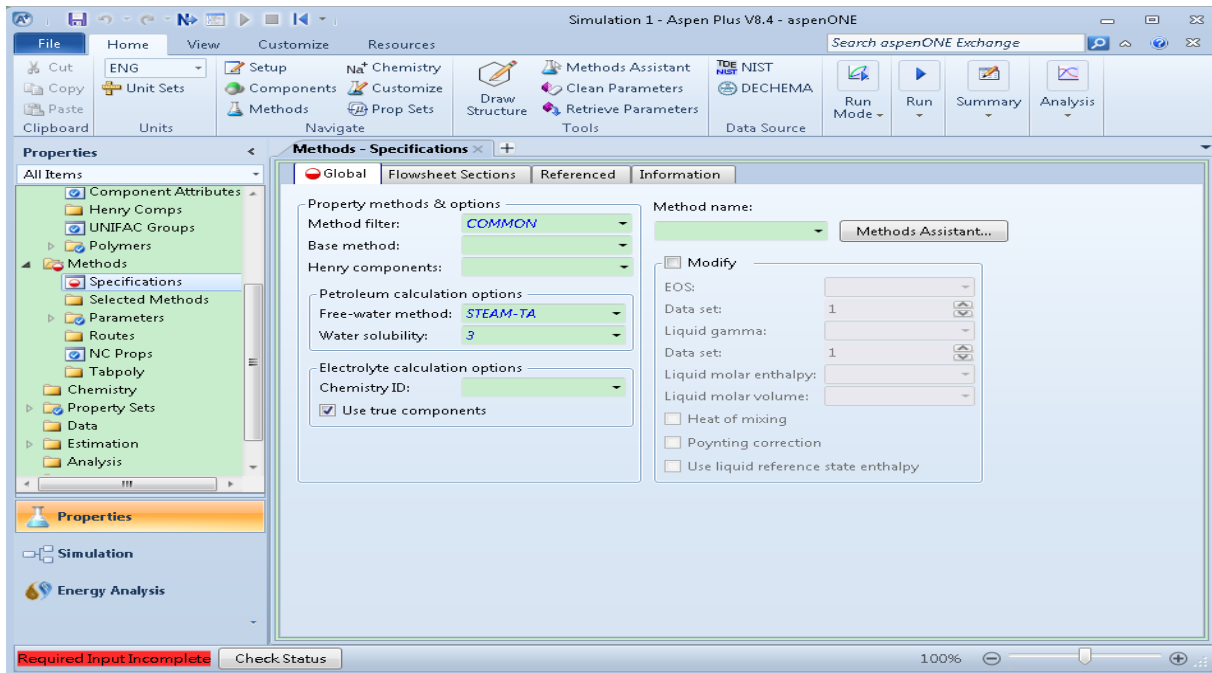 Simulation 1 - Aspen Plus V8.4 - aspenONE
File Home View Customize Resources Search aspenONE Exchange
Cut Copy Paste
Clipboard
ENG
Unit Sets
Units
Setup Components Methods
Na+ Chemistry Customize Prop Sets
Navigate
Draw Structure
Methods Assistant
Clean Parameters
Retrieve Parameters
Tools
TDE NIST NIST
DECHEMA
Data Source
Run Mode
Run
Summary
Analysis
Properties
All Items
Component Attributes
Henry Comps
UNIFAC Groups
Polymers
Methods
Specifications
Selected Methods
Parameters
Routes
NC Props
Tabpoly
Chemistry
Property Sets
Data
Estimation
Analysis
Properties
Simulation
Energy Analysis
Methods - Specifications
Global Flowsheet Sections Referenced Information
Property methods & options
Method filter: COMMON
Base method:
Henry components:
Petroleum calculation options
Free-water method: STEAM-TA
Water solubility: 3
Electrolyte calculation options
Chemistry ID:
Use true components
Method name:
Methods Assistant...
Modify
EOS:
Data set: 1
Liquid gamma:
Data set: 1
Liquid molar enthalpy:
Liquid molar volume:
Heat of mixing
Poynting correction
Use liquid reference state enthalpy
Required Input Incomplete Check Status 100%